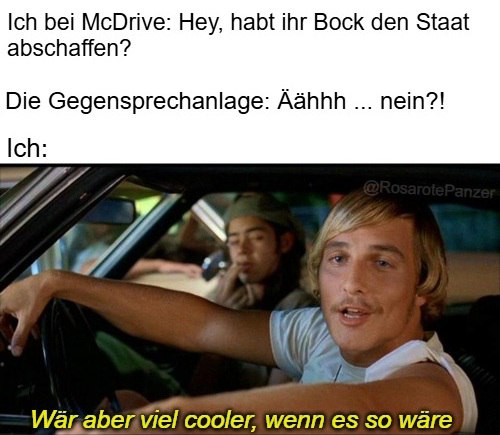 Ich bei McDrive: Hey, habt ihr Bock den Staat
abschaffen?
Die Gegensprechanlage: Äähhh ... nein?!
Ich:
@RosarotePanzer
Wär aber viel cooler, wenn es so wäre